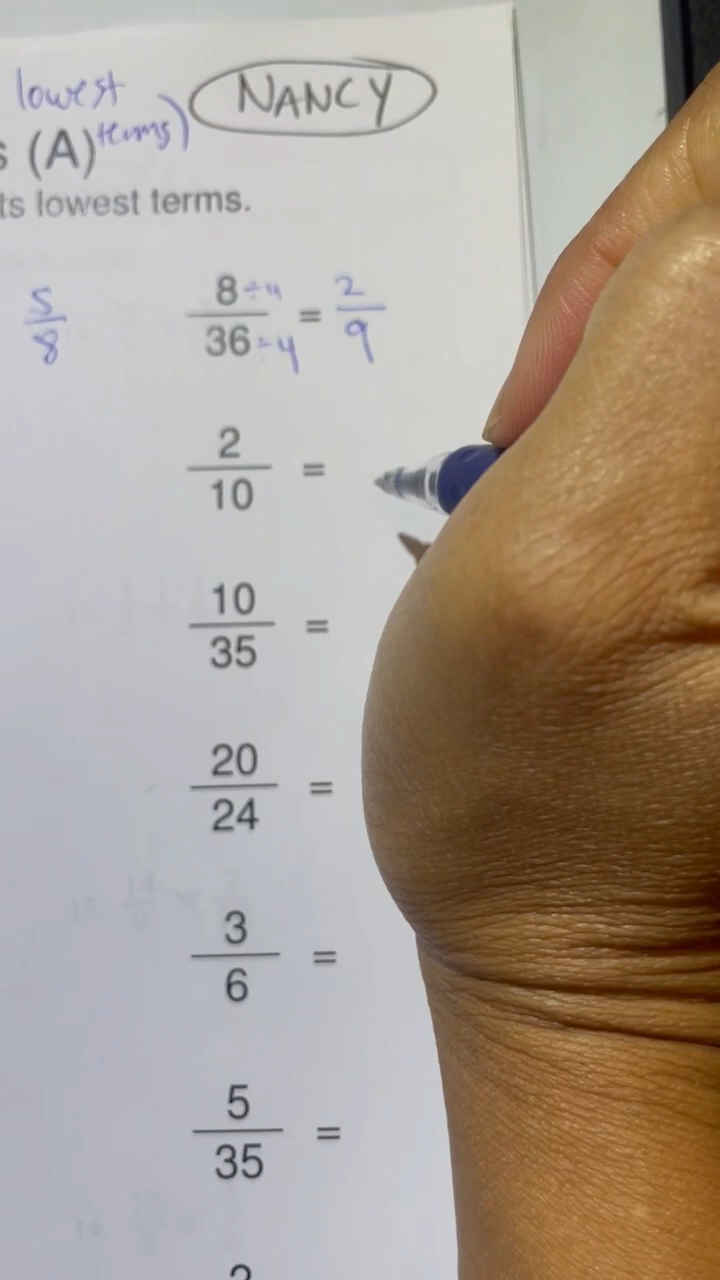 lowest
NANCY
s (A) terms)
ts lowest terms.
5/8
8÷4/36÷4 = 2/9
2/10 =
10/35 =
20/24 =
3/6 =
5/35 =